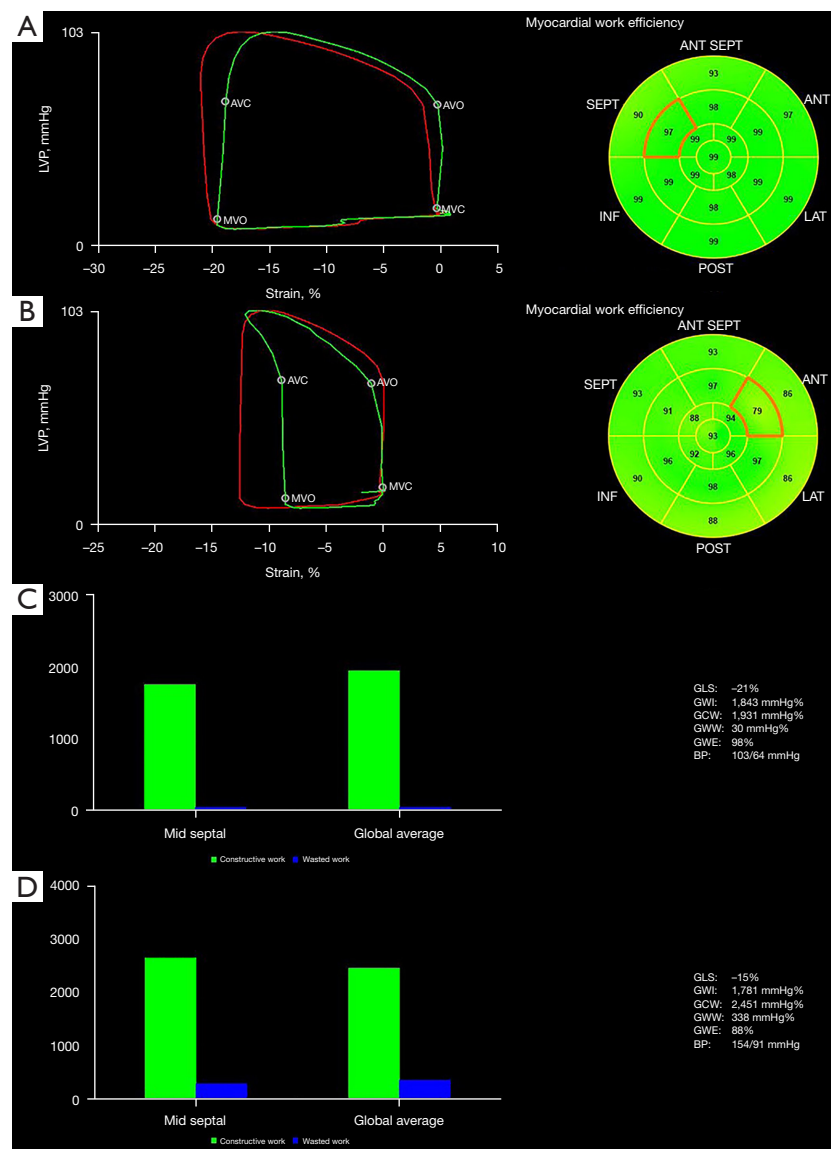 A
Myocardial work efficiency
103
ANT SEPT
93
SEPT
ANT
90
98
97
AVC
AVO
97
99
99
99
LVP, mmHg
99
99
99
99
98
99
MVO
MVC
INF
98
LAT
0
99
–30 –25 –20 –15 –10 –5 0 5
POST
Strain, %
B
Myocardial work efficiency
103
ANT SEPT
93
SEPT
ANT
93
97
86
91
79
AVC
AVO
88
94
LVP, mmHg
93
92
96
97
90
86
MVO
MVC
INF
98
LAT
0
88
–25 –20 –15 –10 –5 0 5 10
POST
Strain, %
C
3000
2000
1000
0
Mid septal
Global average
Constructive work
Wasted work
GLS: –21%
GWI: 1,843 mmHg%
GCW: 1,931 mmHg%
GWW: 30 mmHg%
GWE: 98%
BP: 103/64 mmHg
D
4000
3000
2000
1000
0
Mid septal
Global average
Constructive work
Wasted work
GLS: –15%
GWI: 1,781 mmHg%
GCW: 2,451 mmHg%
GWW: 338 mmHg%
GWE: 88%
BP: 154/91 mmHg